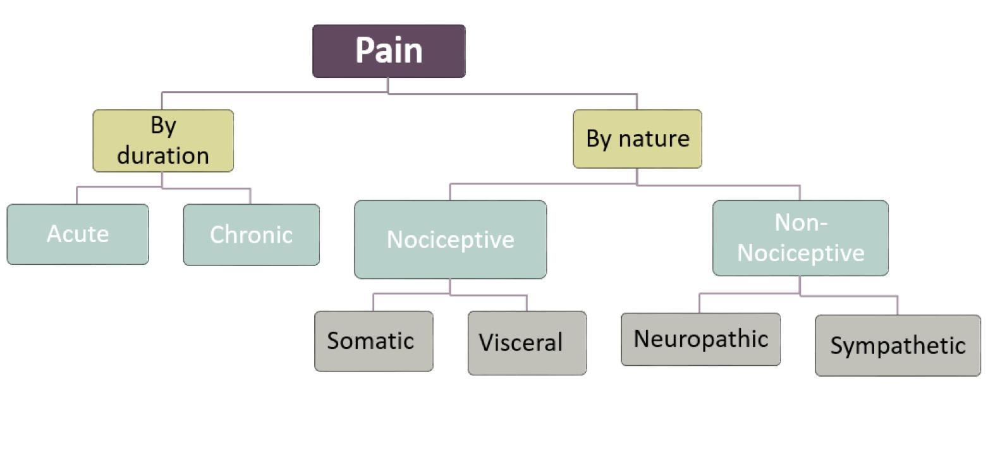 Pain
By
duration
By nature
Acute
Chronic
Nociceptive
Non-
Nociceptive
Somatic
Visceral
Neuropathic
Sympathetic